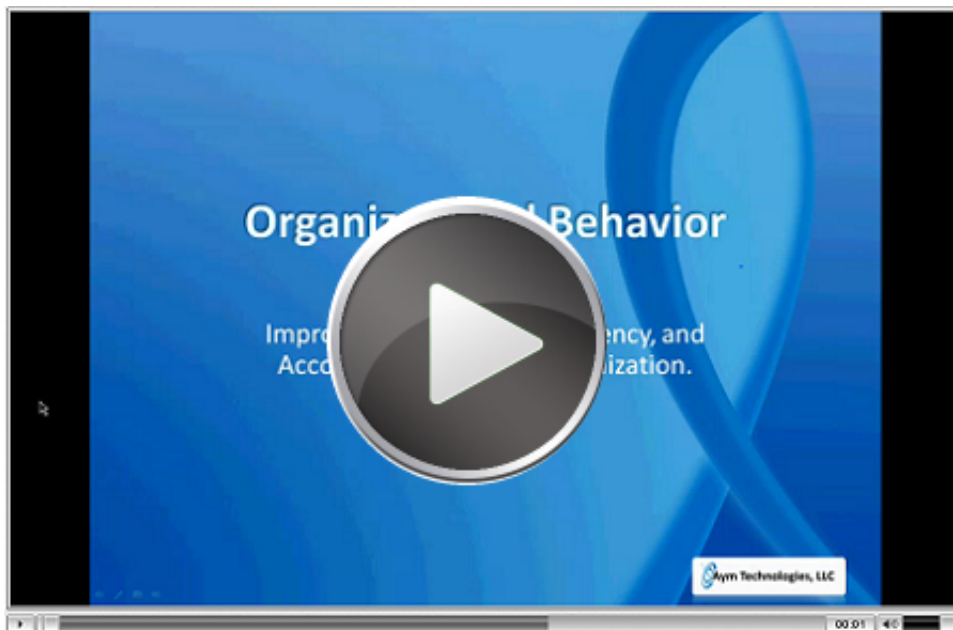 Organiz Behavior
Impro ency, and
Acco ization.
Aym Technologies, LLC
00:01